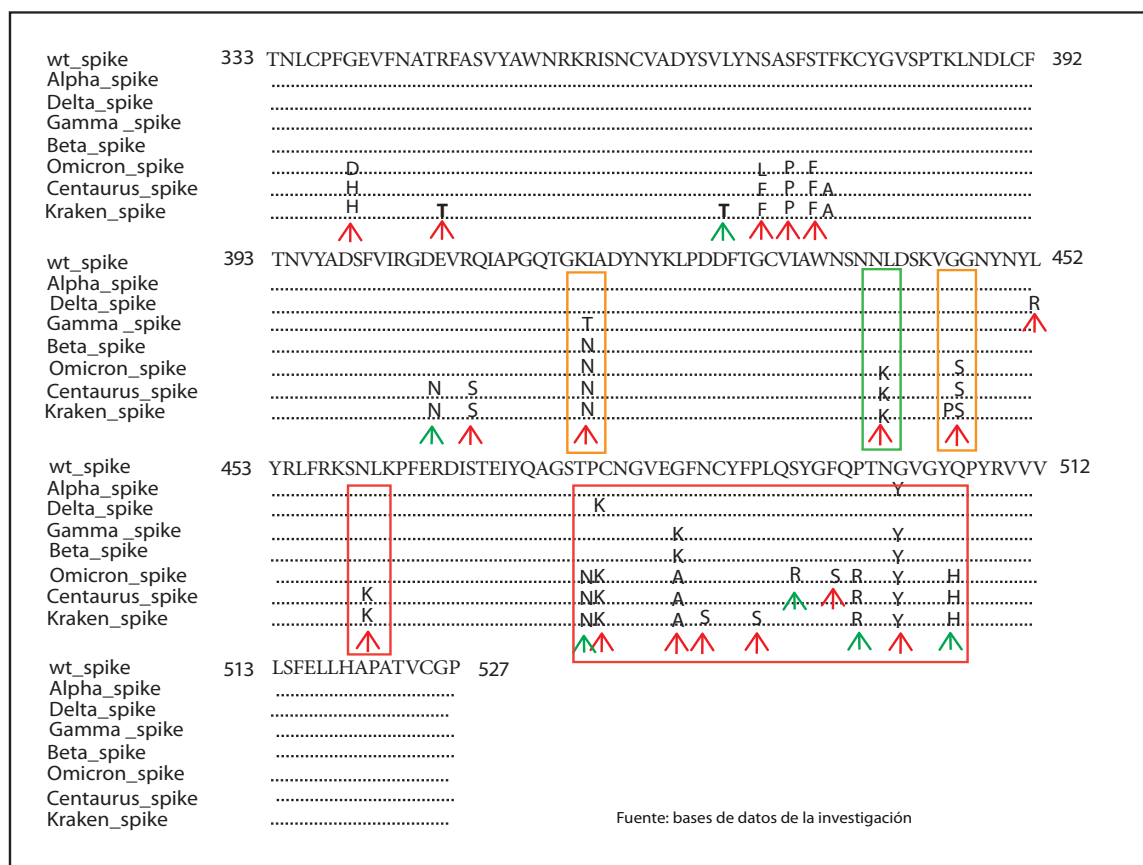 wt_spike 333 TNLCPFGEVFNATRFASVYAWNRKRISNCVADYSVLYNSASFSTFKCYGVSPTKLNDLCF 392
Alpha_spike
Delta_spike
Gamma _spike
Beta_spike
Omicron_spike D L P F
Centaurus_spike H F P F A
Kraken_spike H T T F P F A
wt_spike 393 TNVYADSFVIRGDEVRQIAPGQTGKIADYNYKLPDDFTGCVIAWNSNNLDSKVGGNYNYL 452
Alpha_spike
Delta_spike R
Gamma _spike T
Beta_spike N
Omicron_spike N K S
Centaurus_spike N S N K S
Kraken_spike N S N K PS
wt_spike 453 YRLFRKSNLKPFERDISTEIYQAGSTPCNGVEGFNCYFPLQSYGFQPTNGVGYQPYRVVV 512
Alpha_spike Y
Delta_spike K
Gamma _spike K Y
Beta_spike K Y
Omicron_spike NK A R S R Y H
Centaurus_spike K NK A R Y H
Kraken_spike K NK A S S R Y H
wt_spike 513 LSFELLHAPATVCGP 527
Alpha_spike
Delta_spike
Gamma _spike
Beta_spike
Omicron_spike
Centaurus_spike
Kraken_spike
Fuente: bases de datos de la investigación